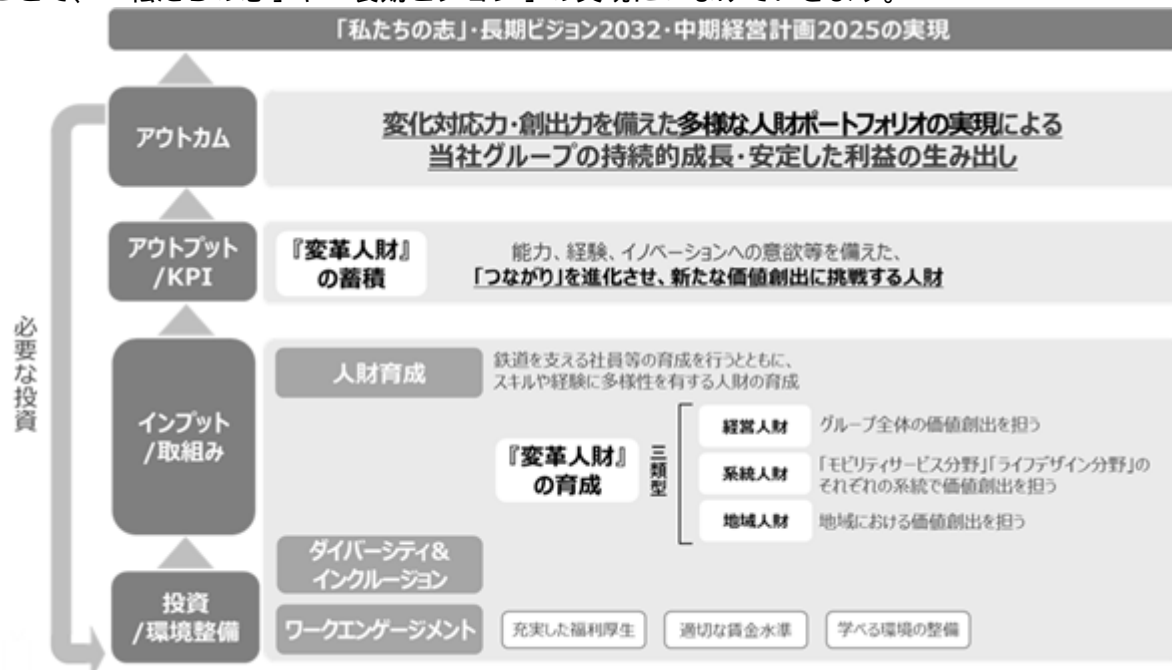 「私たちの志」・長期ビジョン2032・中期経営計画2025の実現
アウトカム
変化対応力・創出力を備えた多様な人財ポートフォリオの実現による
当社グループの持続的成長・安定した利益の生み出し
アウトプット
/KPI
『変革人財』
の蓄積
能力、経験、イノベーションへの意欲等を備えた、
「つながり」を進化させ、新たな価値創出に挑戦する人財
必要な投資
インプット
/取組み
人財育成
鉄道を支える社員等の育成を行うとともに、
スキルや経験に多様性を有する人財の育成
『変革人財』
の育成
三類型
経営人財
グループ全体の価値創出を担う
系統人財
「モビリティサービス分野」「ライフデザイン分野」の
それぞれの系統で価値創出を担う
地域人財
地域における価値創出を担う
ダイバーシティ&
インクルージョン
投資
/環境整備
ワークエンゲージメント
充実した福利厚生
適切な賃金水準
学べる環境の整備